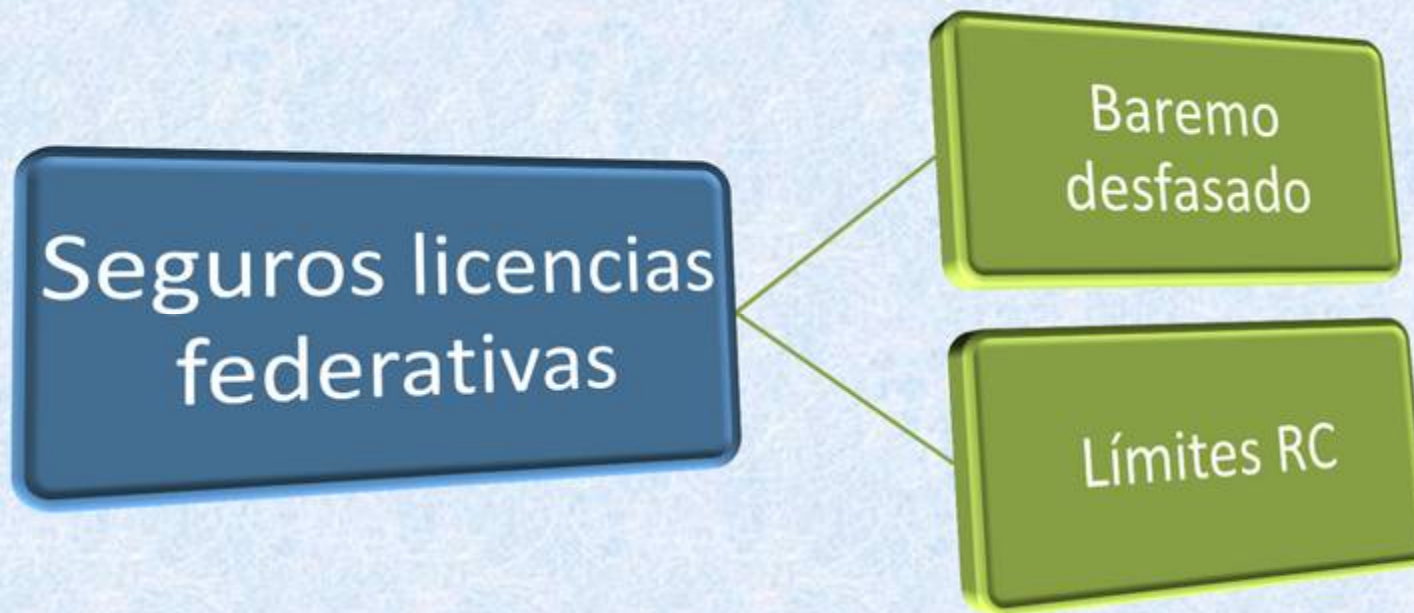 Seguros licencias
federativas
Baremo
desfasado
Límites RC